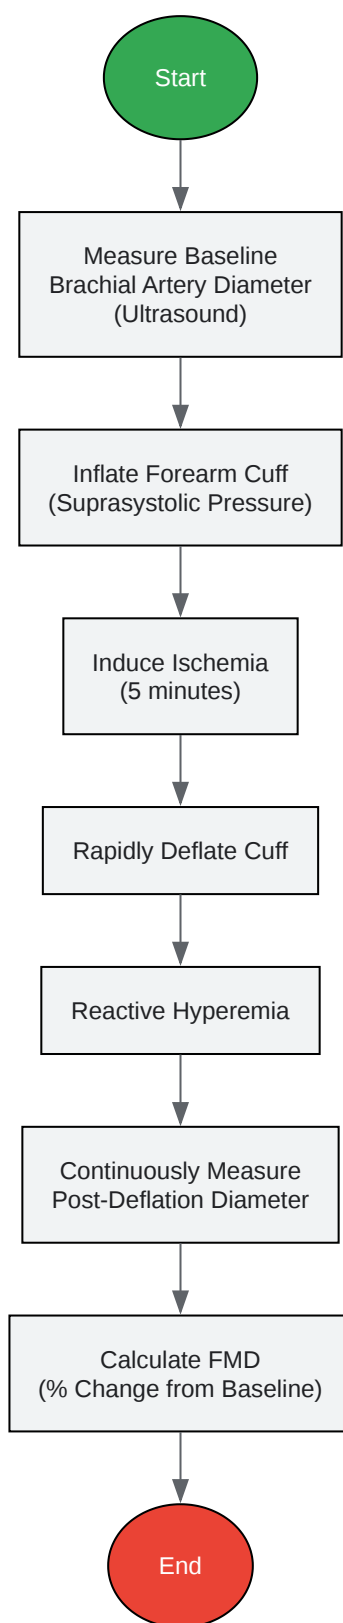 Start
Measure Baseline
Brachial Artery Diameter
(Ultrasound)
Inflate Forearm Cuff
(Suprasystolic Pressure)
Induce Ischemia
(5 minutes)
Rapidly Deflate Cuff
Reactive Hyperemia
Continuously Measure
Post-Deflation Diameter
Calculate FMD
(% Change from Baseline)
End